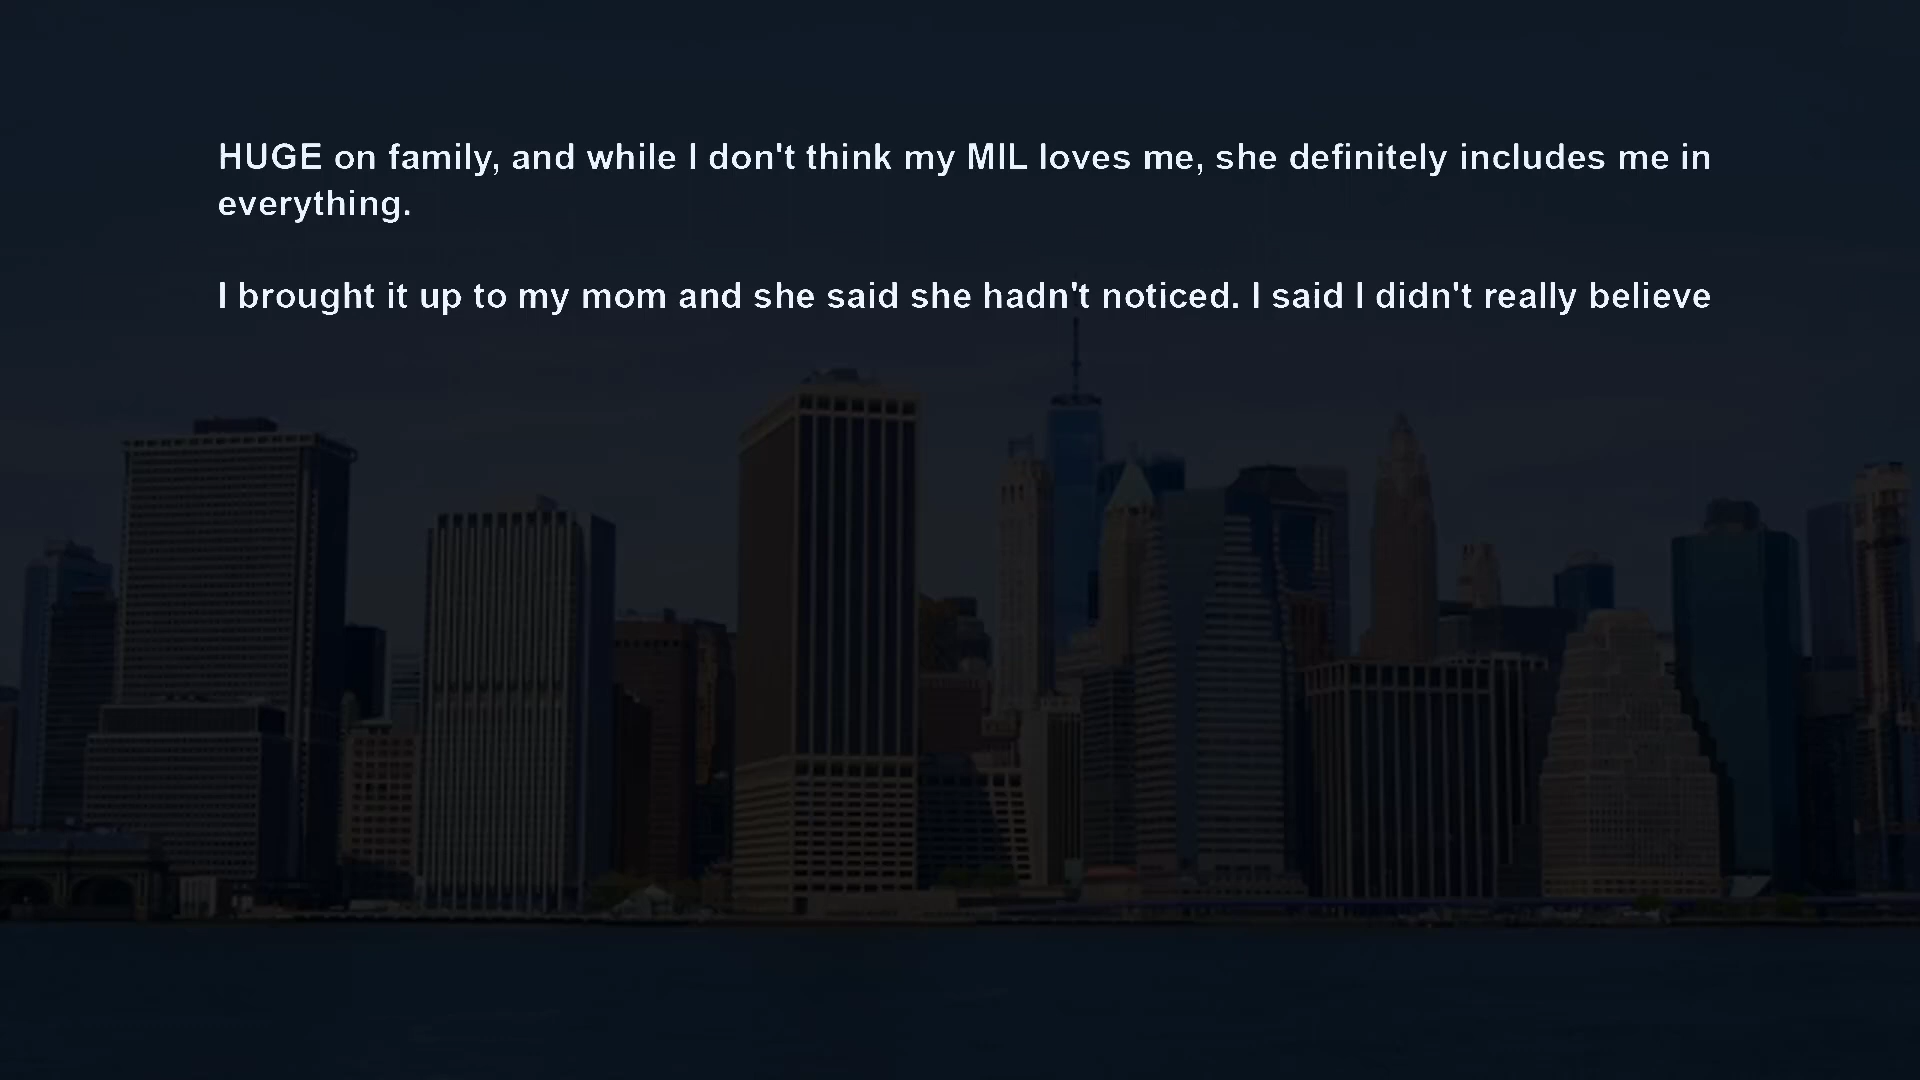 HUGE on family, and while I don't think my MIL loves me, she definitely includes me in
everything.
I brought it up to my mom and she said she hadn't noticed. I said I didn't really believe